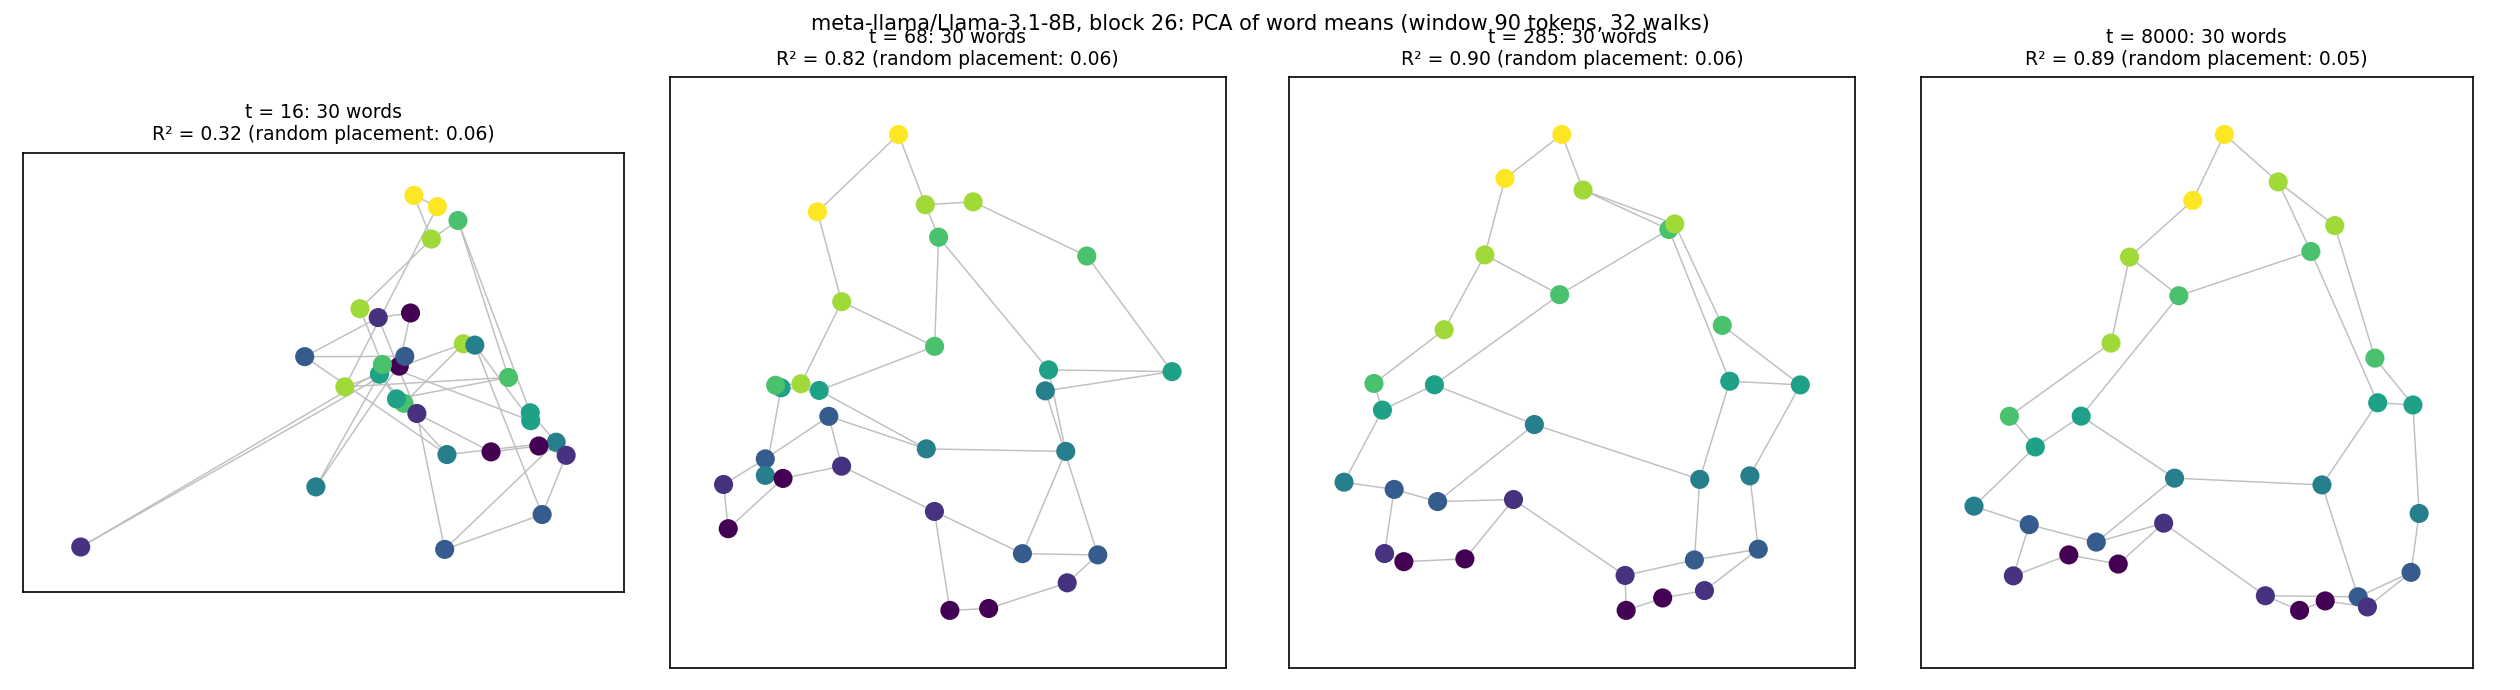 meta-llama/Llama-3.1-8B, block 26: PCA of word means (window 90 tokens, 32 walks)
t = 16: 30 words
R² = 0.32 (random placement: 0.06)
t = 68: 30 words
R² = 0.82 (random placement: 0.06)
t = 285: 30 words
R² = 0.90 (random placement: 0.06)
t = 8000: 30 words
R² = 0.89 (random placement: 0.05)